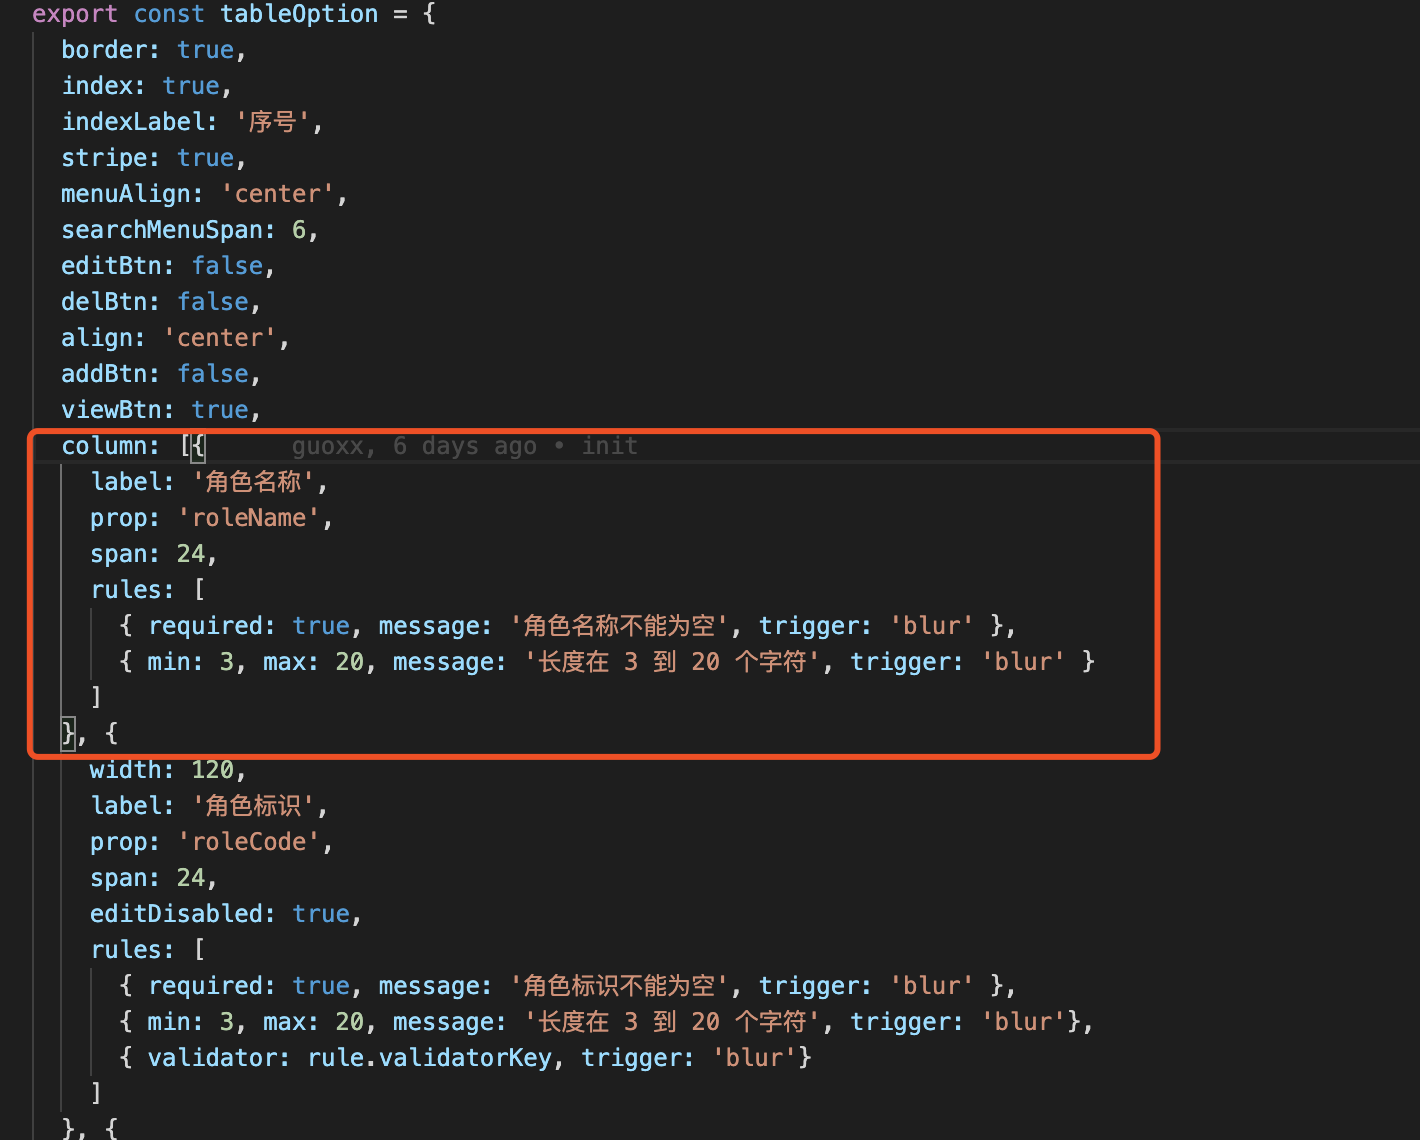 export const tableOption = {
  border: true,
  index: true,
  indexLabel: '序号',
  stripe: true,
  menuAlign: 'center',
  searchMenuSpan: 6,
  editBtn: false,
  delBtn: false,
  align: 'center',
  addBtn: false,
  viewBtn: true,
  column: [{      guoxx, 6 days ago • init
    label: '角色名称',
    prop: 'roleName',
    span: 24,
    rules: [
      { required: true, message: '角色名称不能为空', trigger: 'blur' },
      { min: 3, max: 20, message: '长度在 3 到 20 个字符', trigger: 'blur' }
    ]
  }, {
    width: 120,
    label: '角色标识',
    prop: 'roleCode',
    span: 24,
    editDisabled: true,
    rules: [
      { required: true, message: '角色标识不能为空', trigger: 'blur' },
      { min: 3, max: 20, message: '长度在 3 到 20 个字符', trigger: 'blur'},
      { validator: rule.validatorKey, trigger: 'blur'}
    ]
  }, {